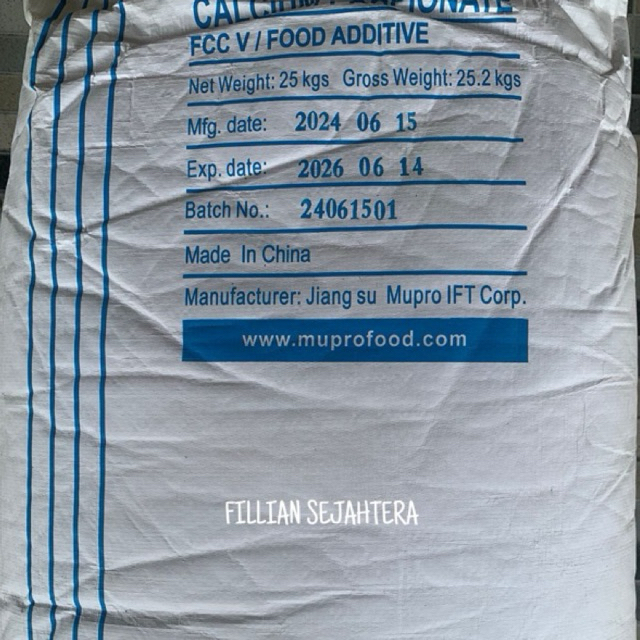 CALCIUM PROPIONATE
FCC V / FOOD ADDITIVE
Net Weight: 25 kgs Gross Weight: 25.2 kgs
Mfg. date: 2024 06 15
Exp. date: 2026 06 14
Batch No.: 24061501
Made In China
Manufacturer: Jiang su Mupro IFT Corp.
www.muprofood.com
FILLIAN SEJAHTERA